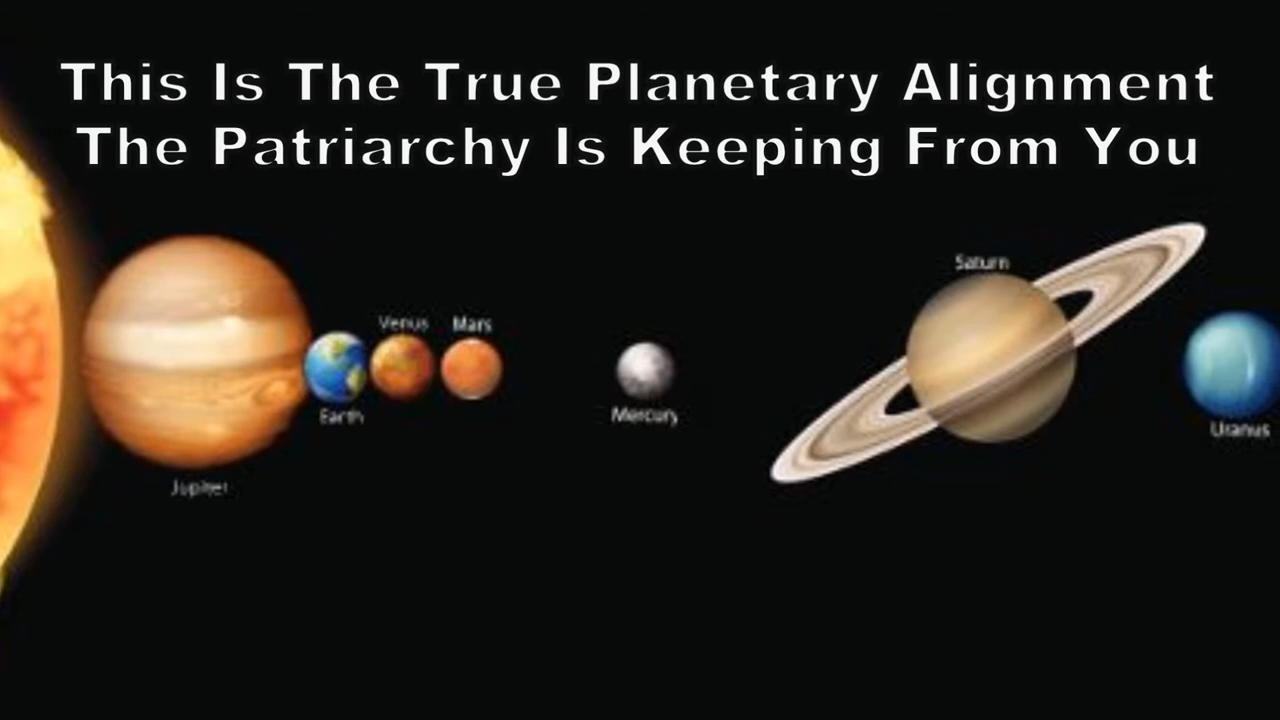 This Is The True Planetary Alignment
The Patriarchy Is Keeping From You
Saturn
Venus Mars
Earth
Mercury
Uranus
Jupiter